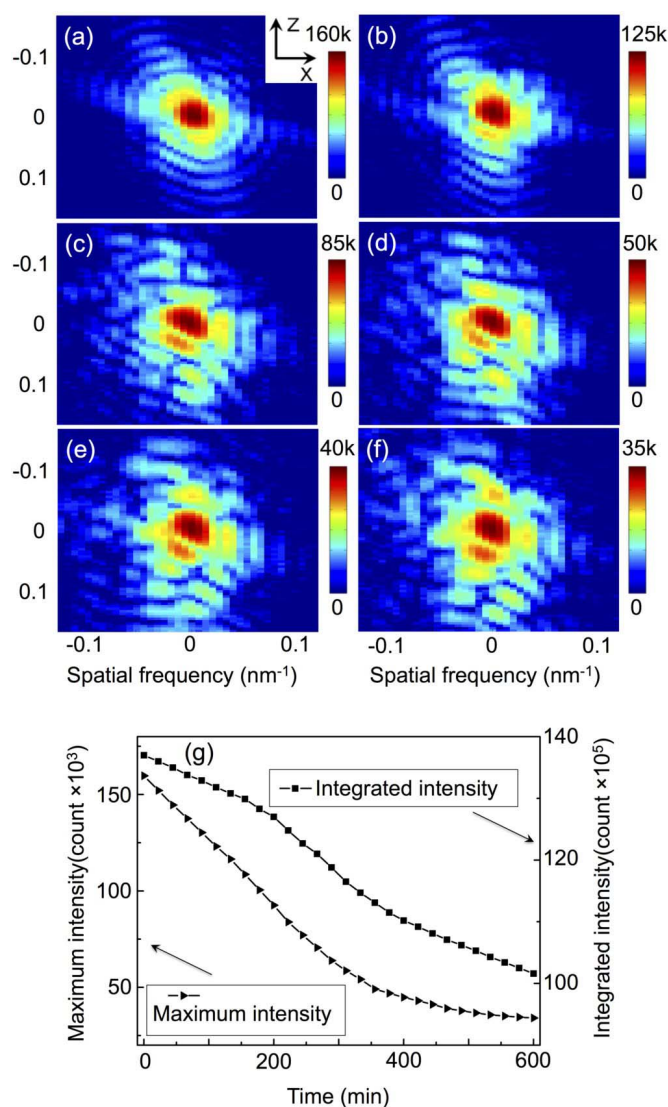 (a)
Z
X
160k
0
(b)
125k
0
-0.1
0
0.1
(c)
85k
0
(d)
50k
0
-0.1
0
0.1
(e)
40k
0
(f)
35k
0
-0.1
0
0.1
-0.1 0 0.1
-0.1 0 0.1
Spatial frequency (nm⁻¹)
Spatial frequency (nm⁻¹)
(g)
Maximum intensity(count ×10³)
150
100
50
Integrated intensity
Maximum intensity
140
120
100
Integrated intensity(count ×10⁵)
0 200 400 600
Time (min)